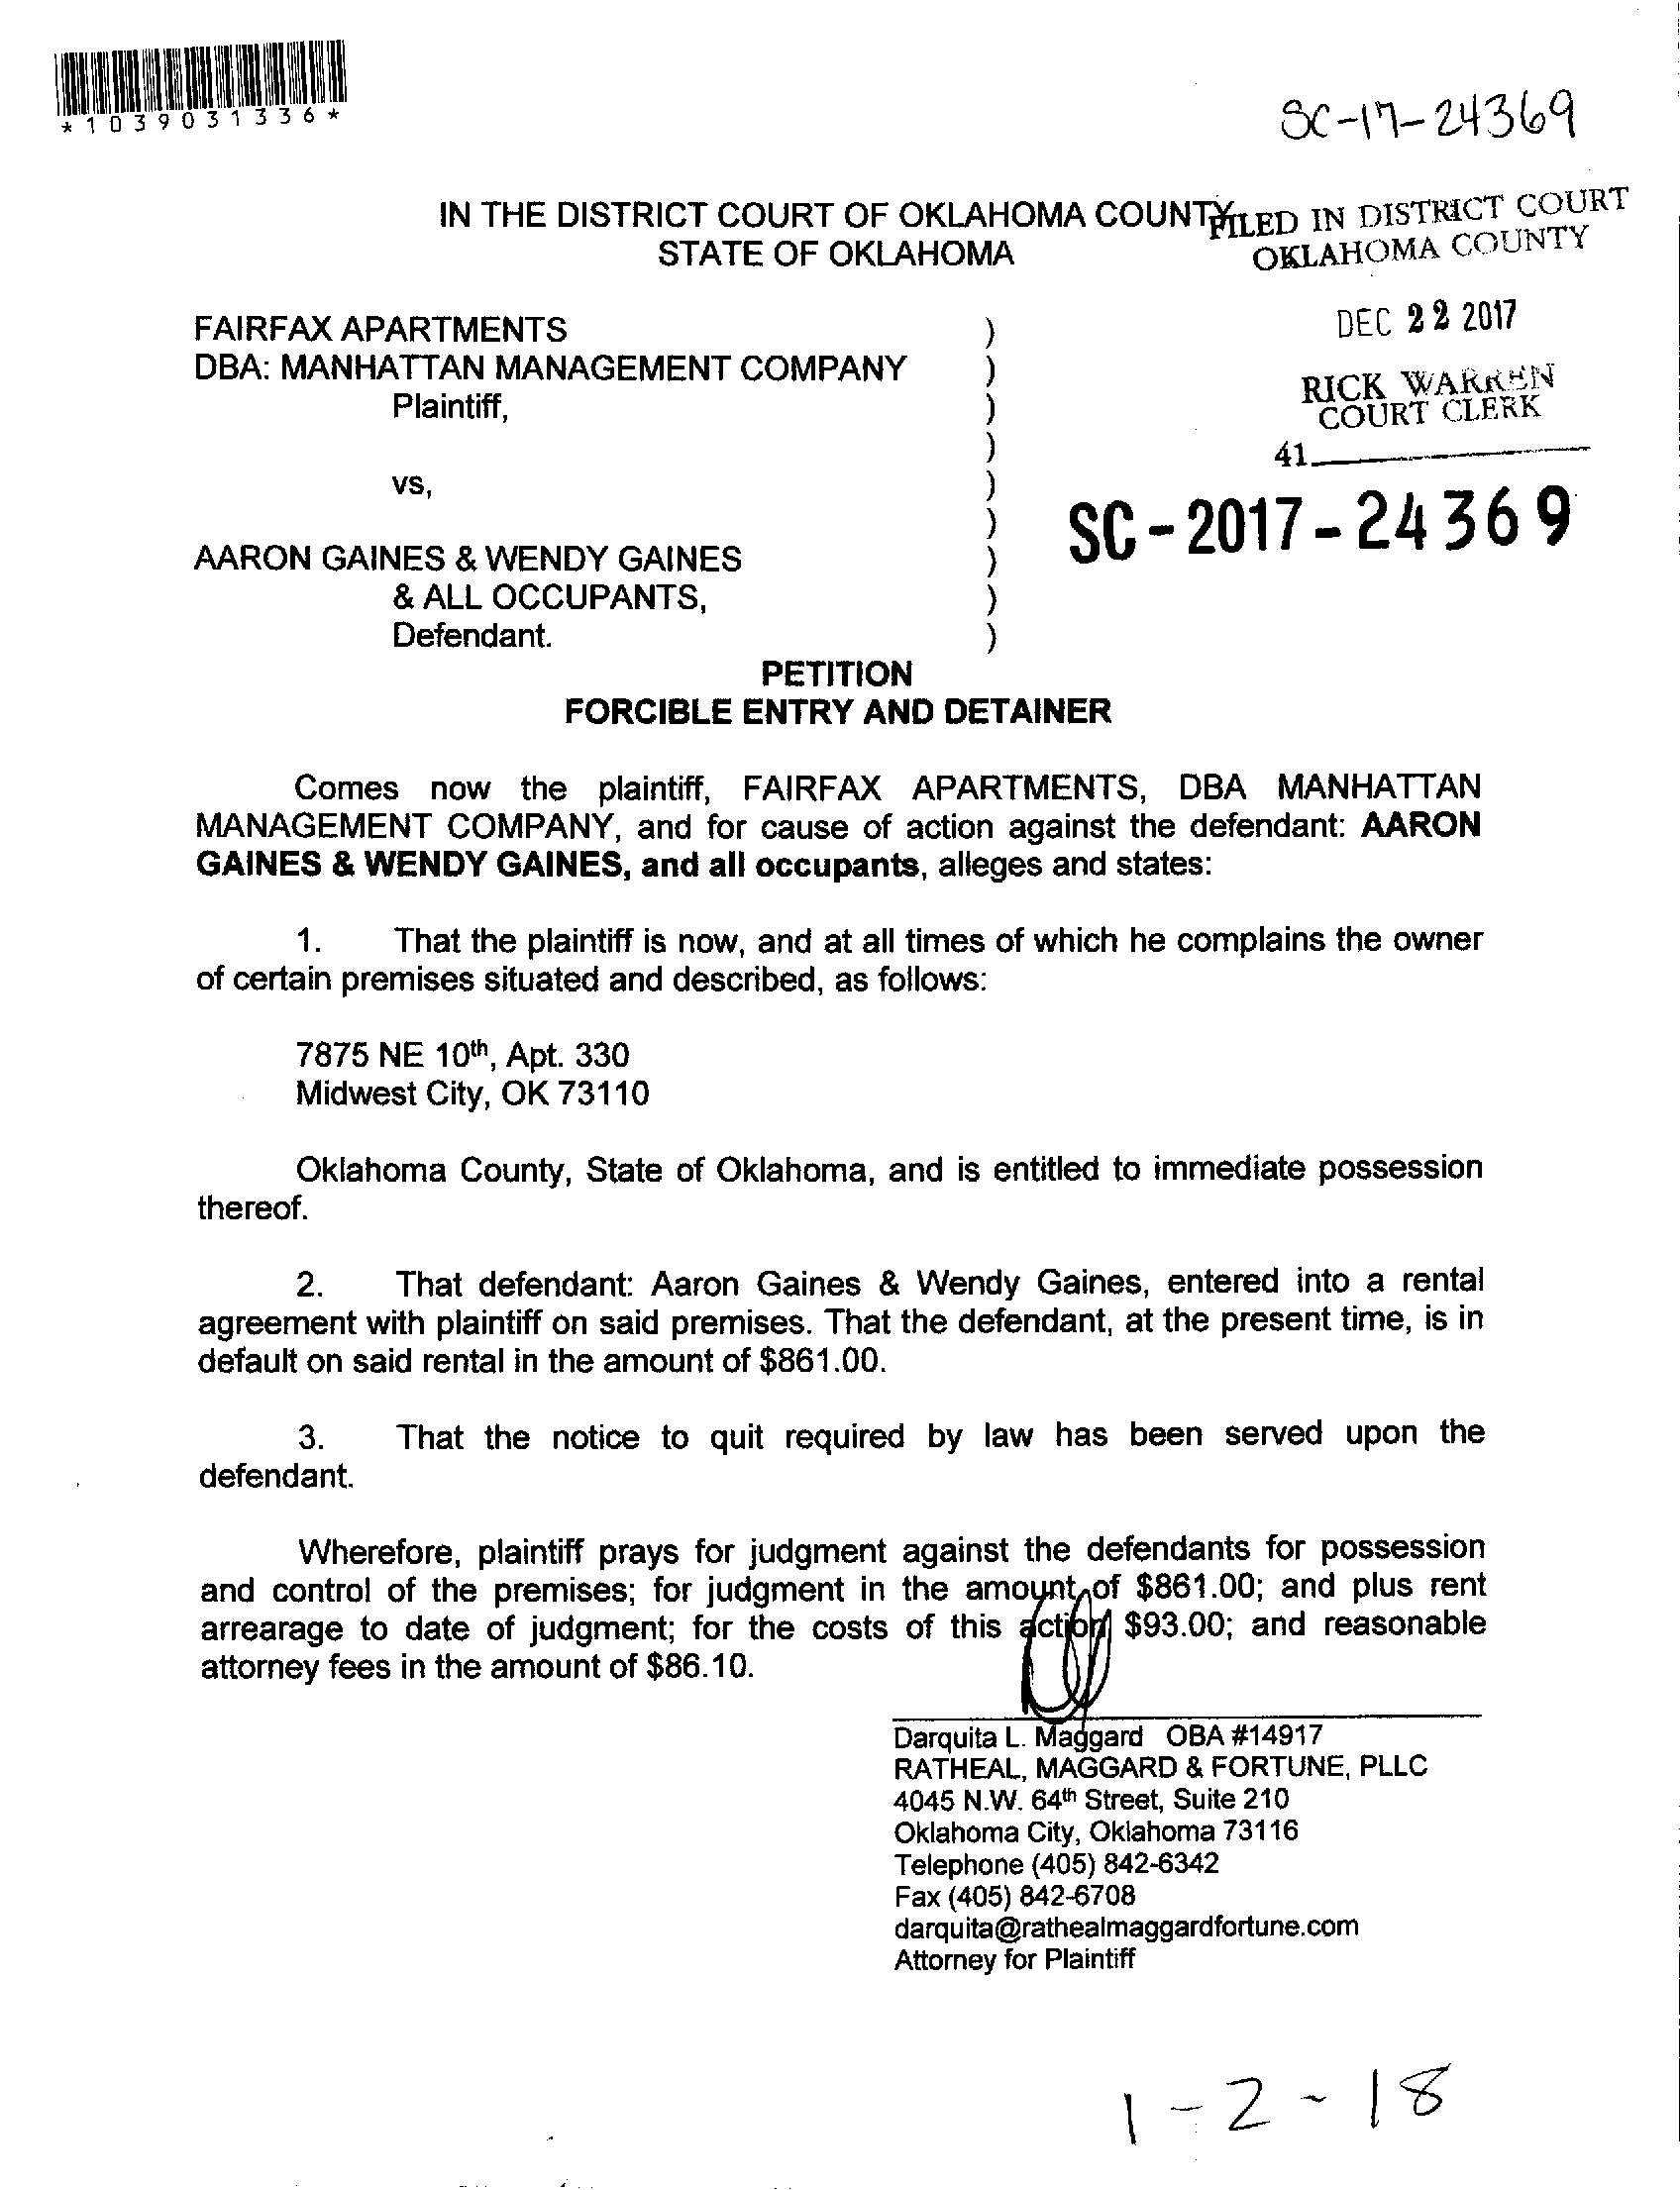 *1039031336*
SC-17-24369
IN THE DISTRICT COURT OF OKLAHOMA COUNTY
STATE OF OKLAHOMA
FILED IN DISTRICT COURT
OKLAHOMA COUNTY
DEC 22 2017
RICK WARREN
COURT CLERK
41
SC-2017-24369
FAIRFAX APARTMENTS )
DBA: MANHATTAN MANAGEMENT COMPANY )
Plaintiff, )
)
vs, )
)
AARON GAINES & WENDY GAINES )
& ALL OCCUPANTS, )
Defendant. )
PETITION
FORCIBLE ENTRY AND DETAINER
Comes now the plaintiff, FAIRFAX APARTMENTS, DBA MANHATTAN
MANAGEMENT COMPANY, and for cause of action against the defendant: AARON
GAINES & WENDY GAINES, and all occupants, alleges and states:
1. That the plaintiff is now, and at all times of which he complains the owner
of certain premises situated and described, as follows:
7875 NE 10th, Apt. 330
Midwest City, OK 73110
Oklahoma County, State of Oklahoma, and is entitled to immediate possession
thereof.
2. That defendant: Aaron Gaines & Wendy Gaines, entered into a rental
agreement with plaintiff on said premises. That the defendant, at the present time, is in
default on said rental in the amount of $861.00.
3. That the notice to quit required by law has been served upon the
defendant.
Wherefore, plaintiff prays for judgment against the defendants for possession
and control of the premises; for judgment in the amount of $861.00; and plus rent
arrearage to date of judgment; for the costs of this action $93.00; and reasonable
attorney fees in the amount of $86.10.
Darquita L. Maggard OBA #14917
RATHEAL, MAGGARD & FORTUNE, PLLC
4045 N.W. 64th Street, Suite 210
Oklahoma City, Oklahoma 73116
Telephone (405) 842-6342
Fax (405) 842-6708
darquita@rathealmaggardfortune.com
Attorney for Plaintiff
1-2-18